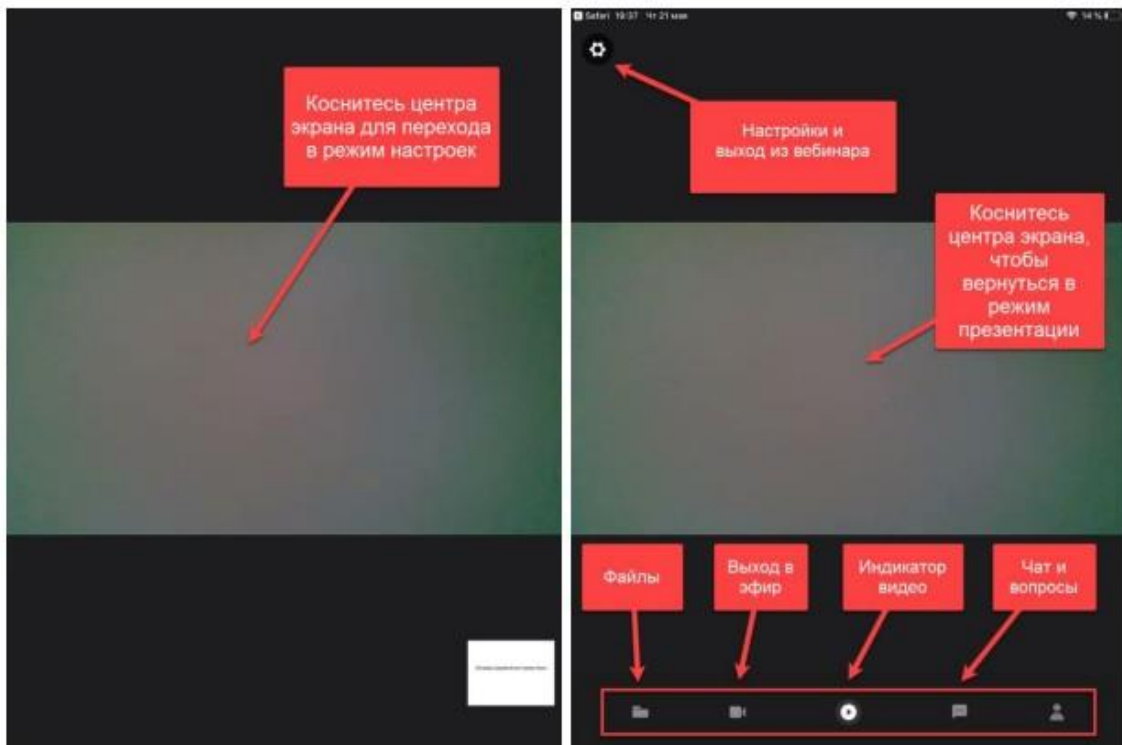 Коснитесь центра
экрана для перехода
в режим настроек
Safari 19:37 Чт 21 мая
14 %
Настройки и
выход из вебинара
Коснитесь
центра экрана,
чтобы
вернуться в
режим
презентации
Файлы
Выход в
эфир
Индикатор
видео
Чат и
вопросы